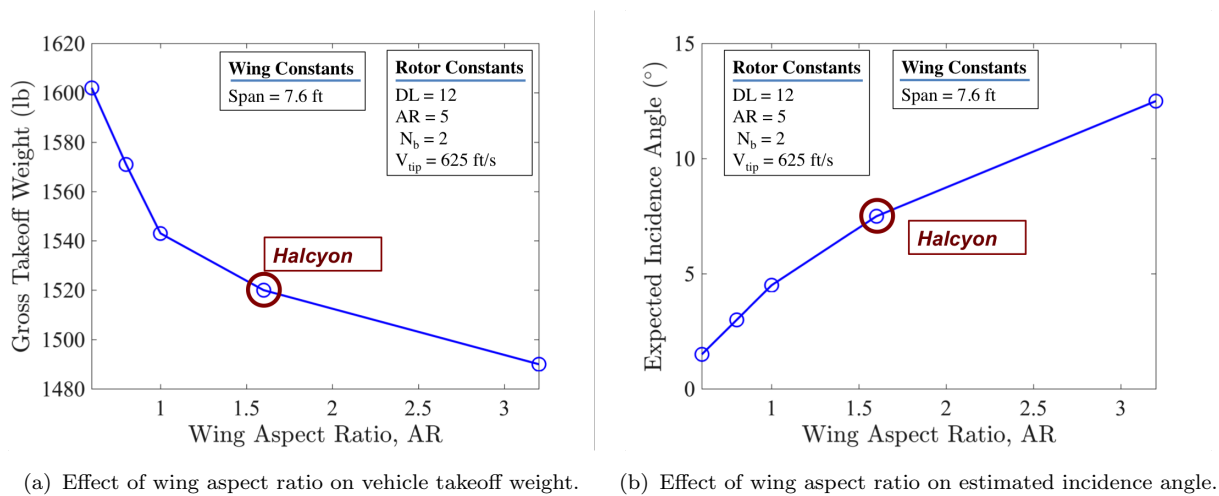 1620
1600
1580
1560
1540
1520
1500
1480
Gross Takeoff Weight (lb)
Wing Constants
Span = 7.6 ft
Rotor Constants
DL = 12
AR = 5
N_b = 2
V_tip = 625 ft/s
Halcyon
1 1.5 2 2.5 3
Wing Aspect Ratio, AR
(a) Effect of wing aspect ratio on vehicle takeoff weight.
15
10
5
0
Expected Incidence Angle (°)
Rotor Constants
DL = 12
AR = 5
N_b = 2
V_tip = 625 ft/s
Wing Constants
Span = 7.6 ft
Halcyon
1 1.5 2 2.5 3
Wing Aspect Ratio, AR
(b) Effect of wing aspect ratio on estimated incidence angle.